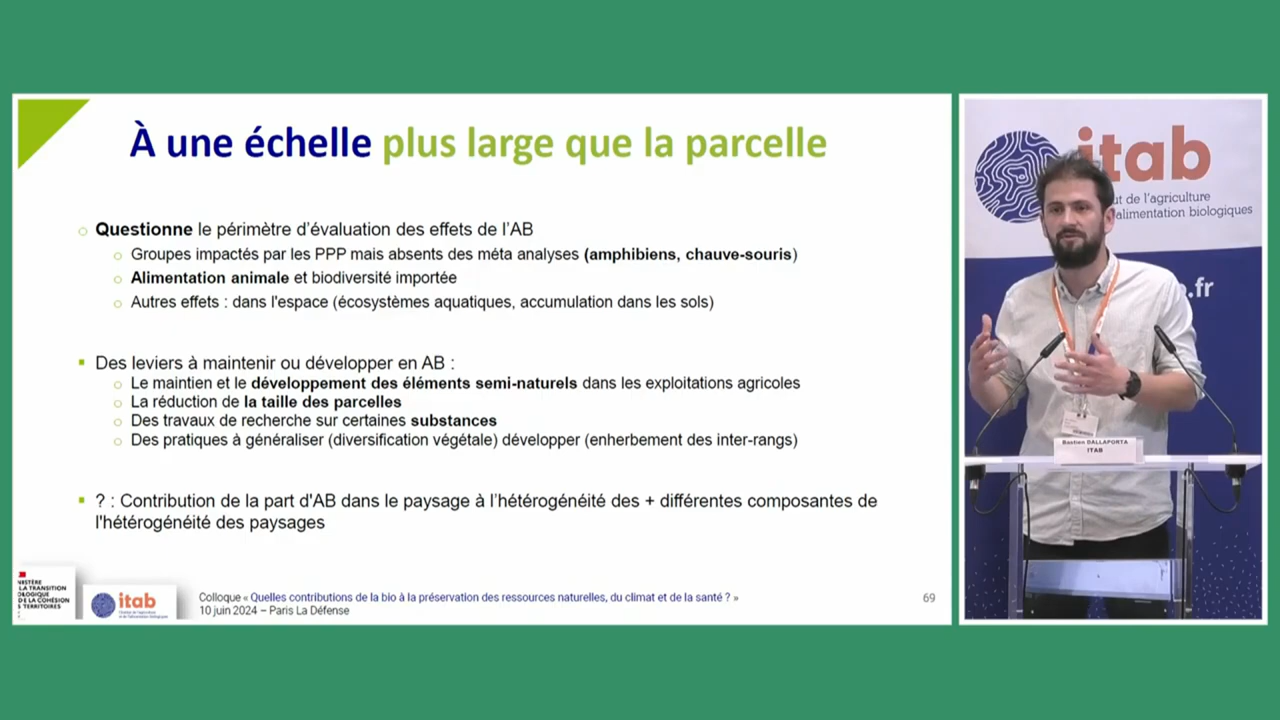 À une échelle plus large que la parcelle
Questionne le périmètre d'évaluation des effets de l'AB
Groupes impactés par les PPP mais absents des méta analyses (amphibiens, chauve-souris)
Alimentation animale et biodiversité importée
Autres effets : dans l'espace (écosystèmes aquatiques, accumulation dans les sols)
Des leviers à maintenir ou développer en AB :
Le maintien et le développement des éléments semi-naturels dans les exploitations agricoles
La réduction de la taille des parcelles
Des travaux de recherche sur certaines substances
Des pratiques à généraliser (diversification végétale) développer (enherbement des inter-rangs)
? : Contribution de la part d'AB dans le paysage à l'hétérogénéité des + différentes composantes de
l'hétérogénéité des paysages
itab
Colloque « Quelles contributions de la bio à la préservation des ressources naturelles, du climat et de la santé ? »
10 juin 2024 – Paris La Défense
69
itab
de l'agriculture
alimentation biologiques
.fr
Bastien DALLAPORTA
ITAB